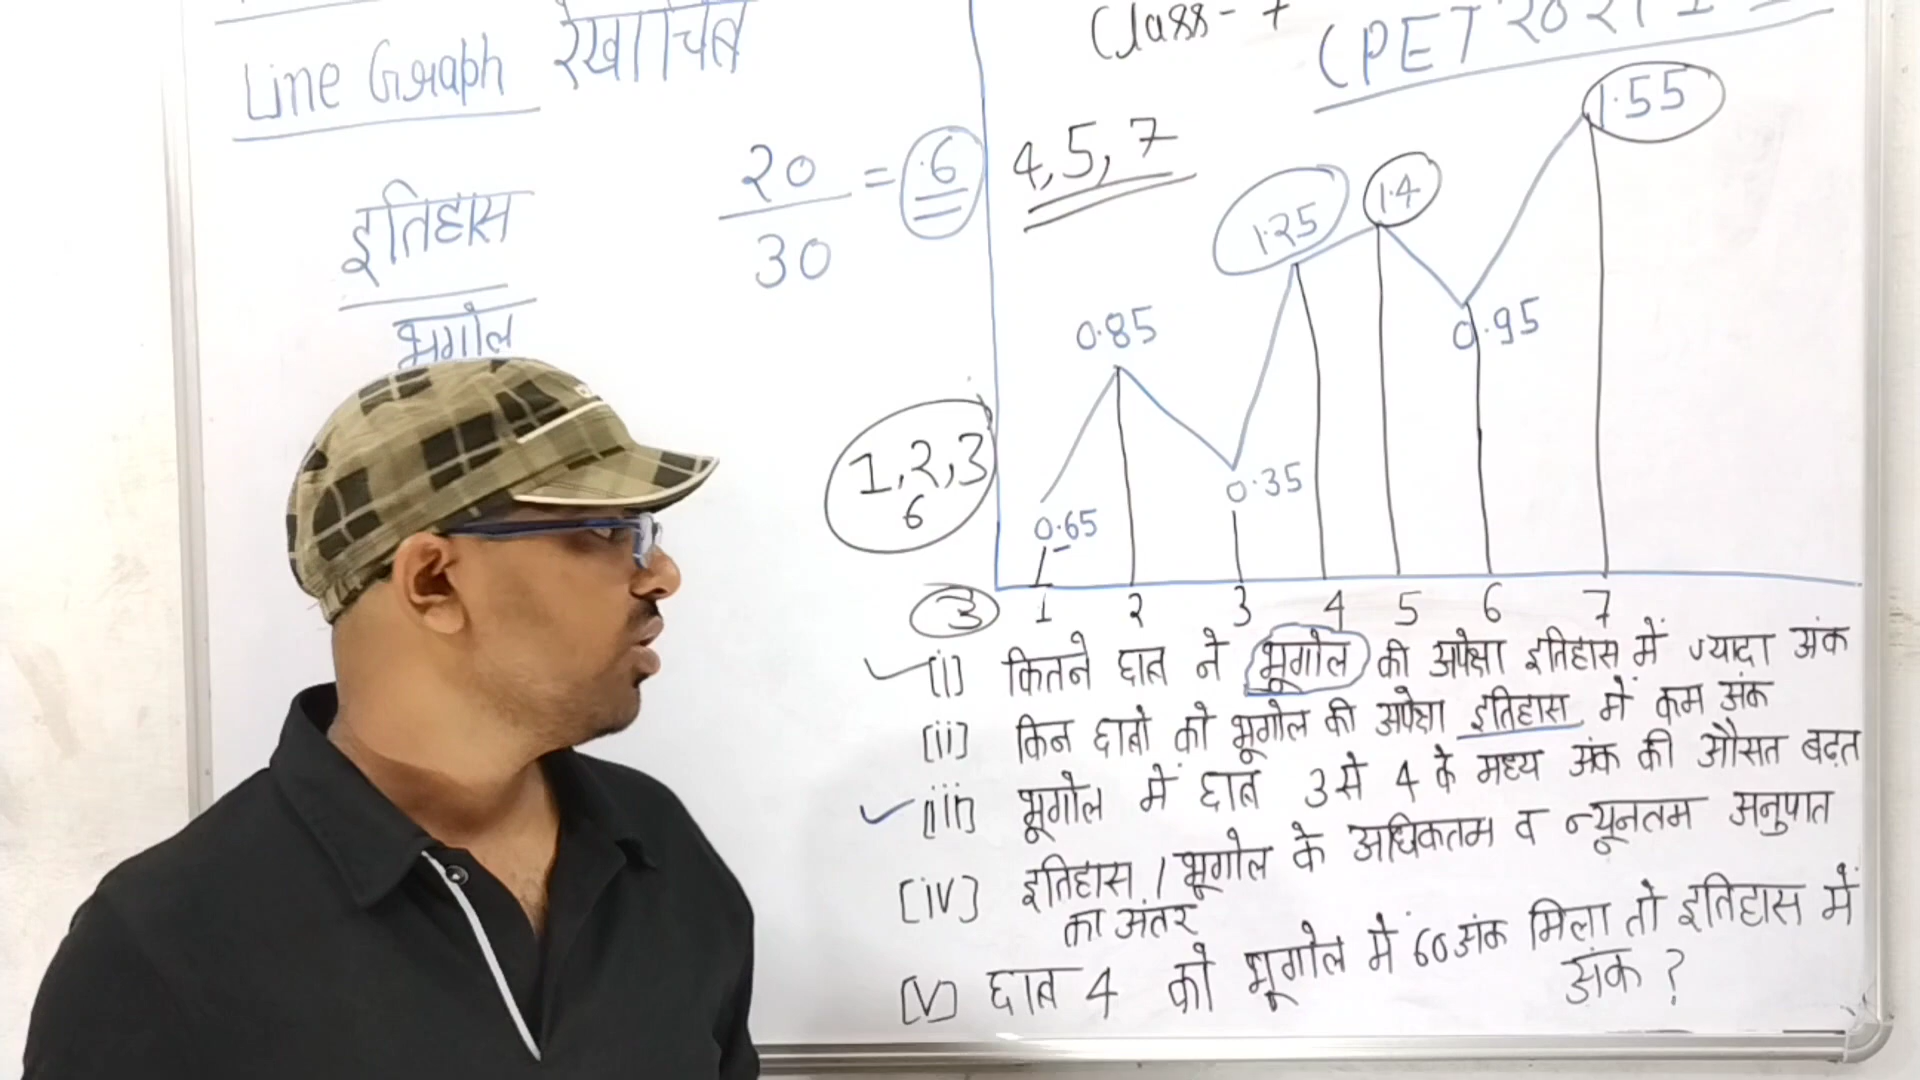 Line Graph रेखाचित्र
Class-
(PET २०२१
इतिहास
भूगोल
20
30
= .6
4,5,7
1.55
1.4
1.25
0.85
0.95
0.35
0.65
1,2,3
6
3
1 2 3 4 5 6 7
(i) कितने छात्र ने भूगोल की अपेक्षा इतिहास में ज्यादा अंक
(ii) किन छात्रो को भूगोल की अपेक्षा इतिहास में कम अंक
(iii) भूगोल में छात्र 3 से 4 के मध्य अंक की औसत बढ़त
(iv) इतिहास / भूगोल के अधिकतम व न्यूनतम अनुपात
का अंतर
(v) छात्र 4 को भूगोल में 60 अंक मिला तो इतिहास में
अंक ?